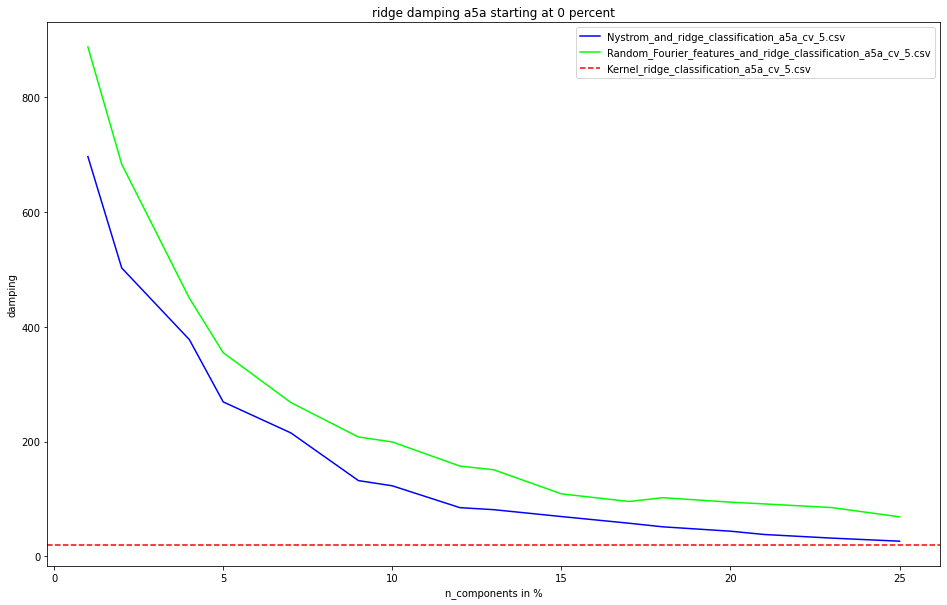 ridge damping a5a starting at 0 percent
Nystrom_and_ridge_classification_a5a_cv_5.csv
Random_Fourier_features_and_ridge_classification_a5a_cv_5.csv
Kernel_ridge_classification_a5a_cv_5.csv
damping
800
600
400
200
0
0 5 10 15 20 25
n_components in %